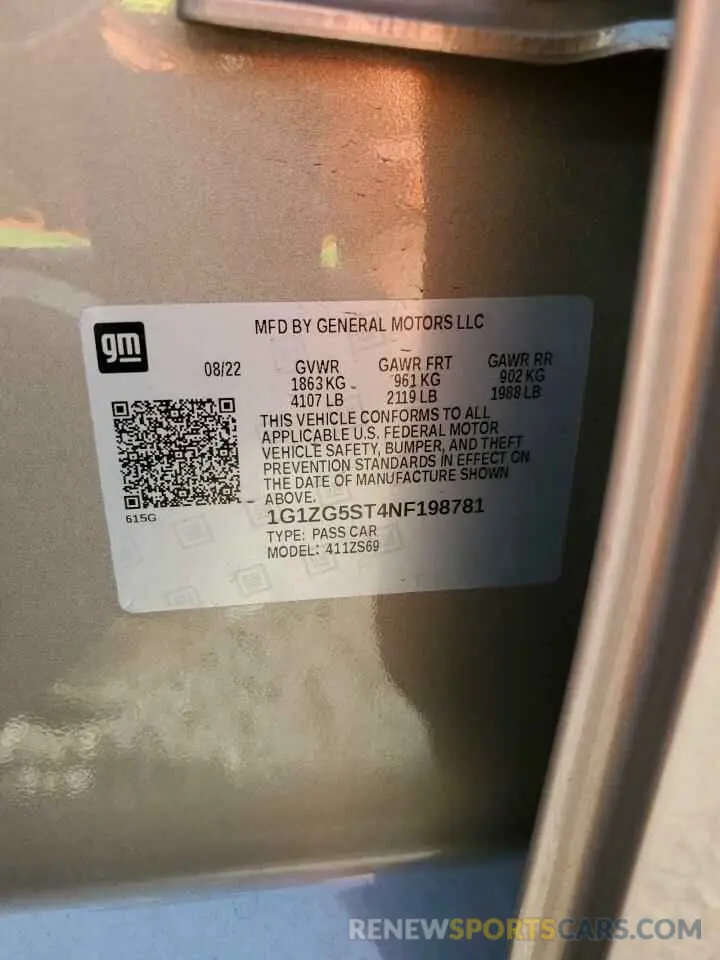 MFD BY GENERAL MOTORS LLC
gm
08/22 GVWR GAWR FRT GAWR RR
1863 KG 961 KG 902 KG
4107 LB 2119 LB 1988 LB
THIS VEHICLE CONFORMS TO ALL
APPLICABLE U.S. FEDERAL MOTOR
VEHICLE SAFETY, BUMPER, AND THEFT
PREVENTION STANDARDS IN EFFECT ON
THE DATE OF MANUFACTURE SHOWN
ABOVE.
615G
1G1ZG5ST4NF198781
TYPE: PASS CAR
MODEL: 411ZS69
RENEWSPORTSCARS.COM